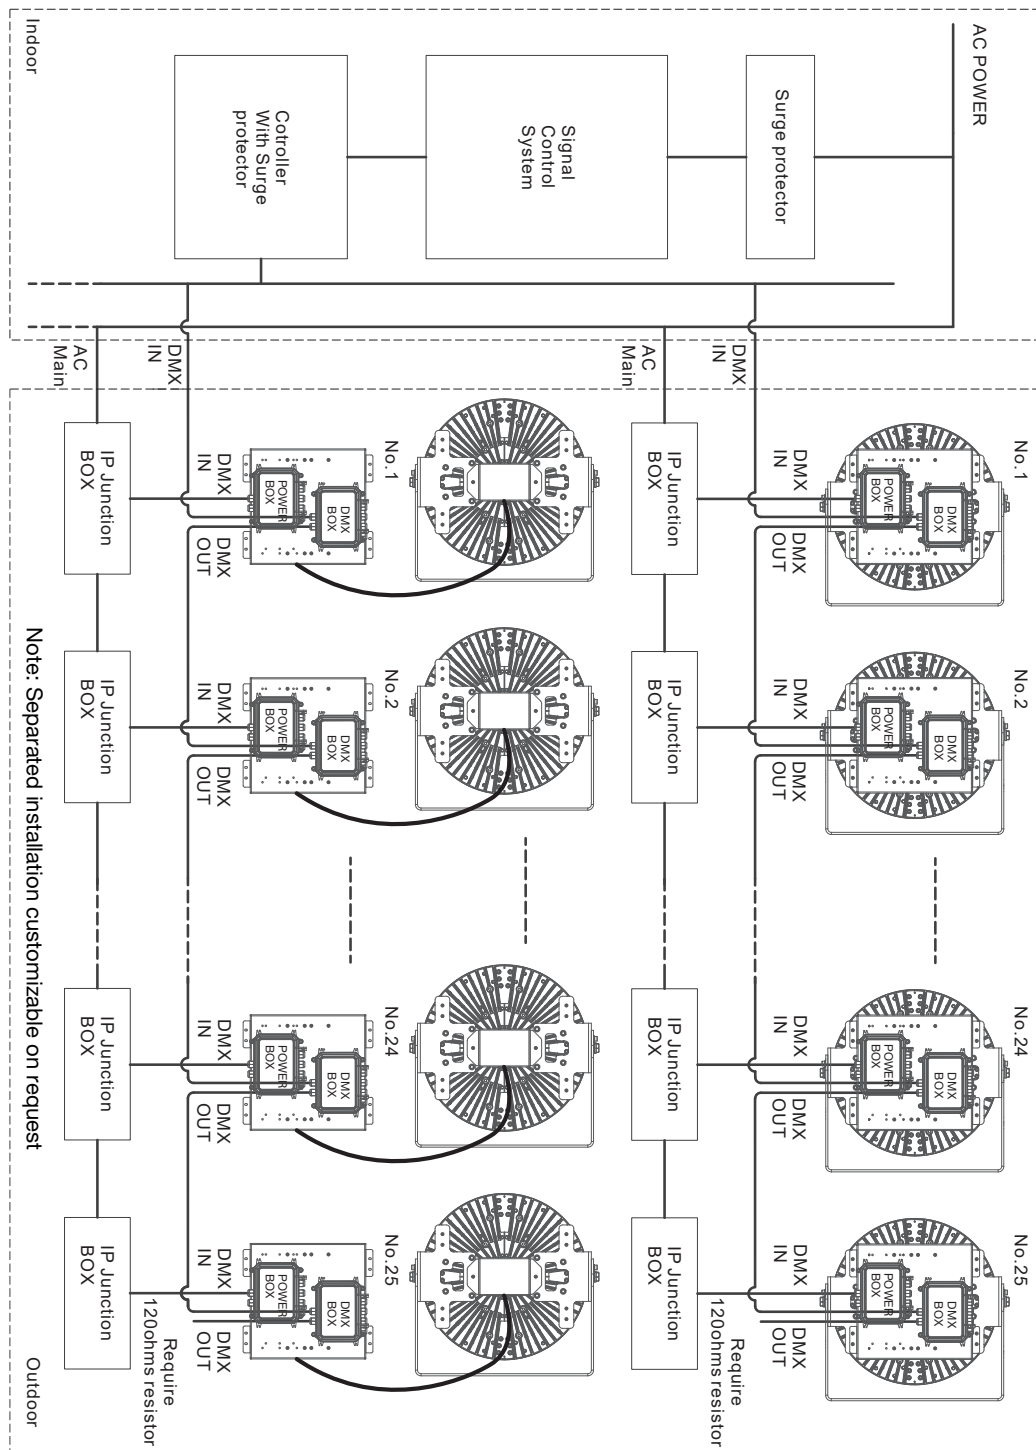 AC POWER
Surge protector
Signal
Control
System
Cotroller
With Surge
protector
Indoor
DMX
IN
AC
Main
DMX
IN
AC
Main
No.1
No.2
No.24
No.25
DMX
BOX
POWER
BOX
DMX
BOX
POWER
BOX
DMX
BOX
POWER
BOX
DMX
BOX
POWER
BOX
DMX
IN
DMX
OUT
DMX
IN
DMX
OUT
DMX
IN
DMX
OUT
DMX
IN
DMX
OUT
Require
120ohms resistor
IP Junction
BOX
IP Junction
BOX
IP Junction
BOX
IP Junction
BOX
No.1
No.2
No.24
No.25
DMX
BOX
POWER
BOX
DMX
BOX
POWER
BOX
DMX
BOX
POWER
BOX
DMX
BOX
POWER
BOX
DMX
IN
DMX
OUT
DMX
IN
DMX
OUT
DMX
IN
DMX
OUT
DMX
IN
DMX
OUT
Require
120ohms resistor
IP Junction
BOX
IP Junction
BOX
IP Junction
BOX
IP Junction
BOX
Note: Separated installation customizable on request
Outdoor